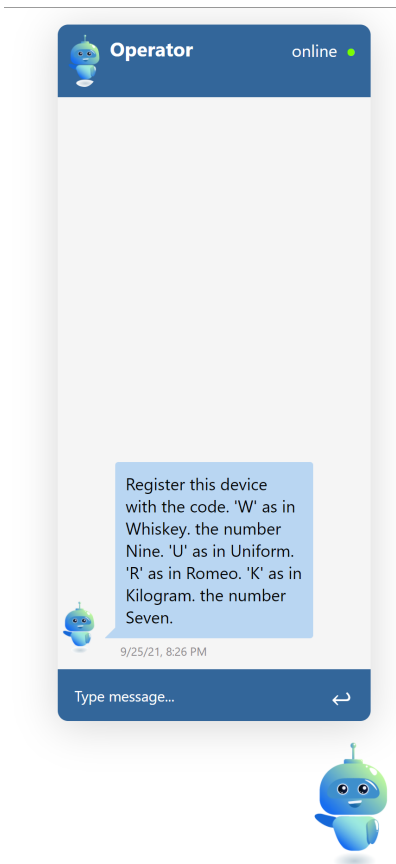 Operator
online
Register this device
with the code. 'W' as in
Whiskey. the number
Nine. 'U' as in Uniform.
'R' as in Romeo. 'K' as in
Kilogram. the number
Seven.
9/25/21, 8:26 PM
Type message...